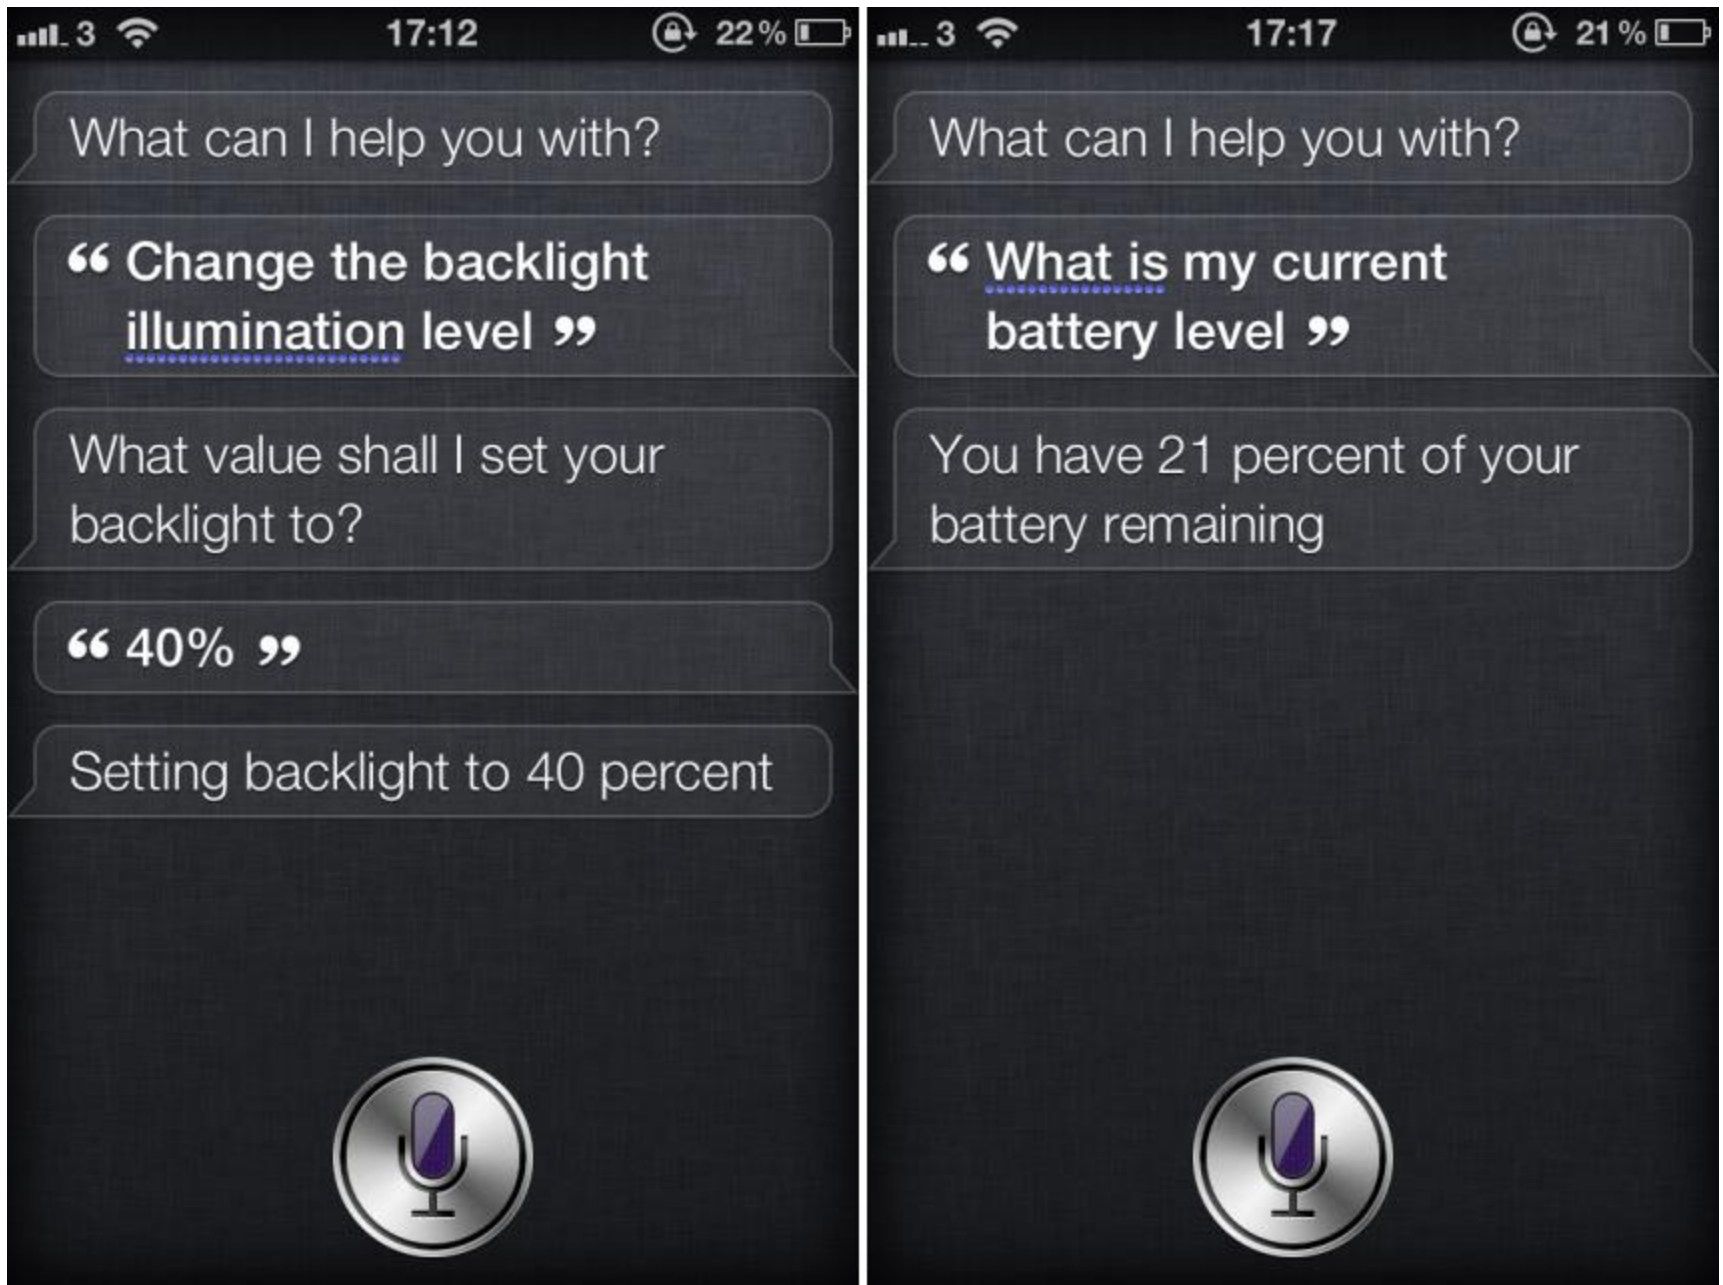 3 17:12 22%
What can I help you with?
“ Change the backlight
illumination level ”
What value shall I set your
backlight to?
“ 40% ”
Setting backlight to 40 percent
3 17:17 21%
What can I help you with?
“ What is my current
battery level ”
You have 21 percent of your
battery remaining